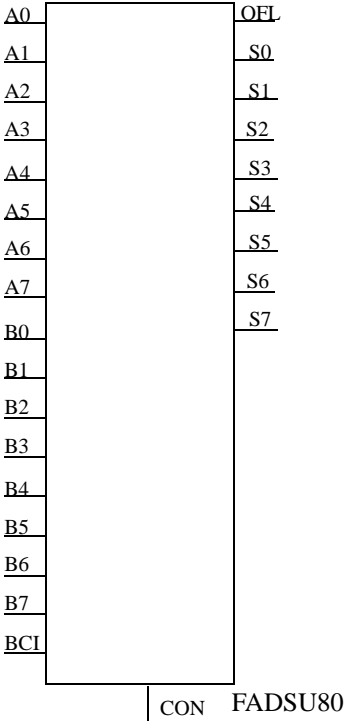 A0 OFL
A1 S0
A2 S1
A3 S2
A4 S3
A5 S4
A6 S5
A7 S6
B0 S7
B1
B2
B3
B4
B5
B6
B7
BCI
CON FADSU80